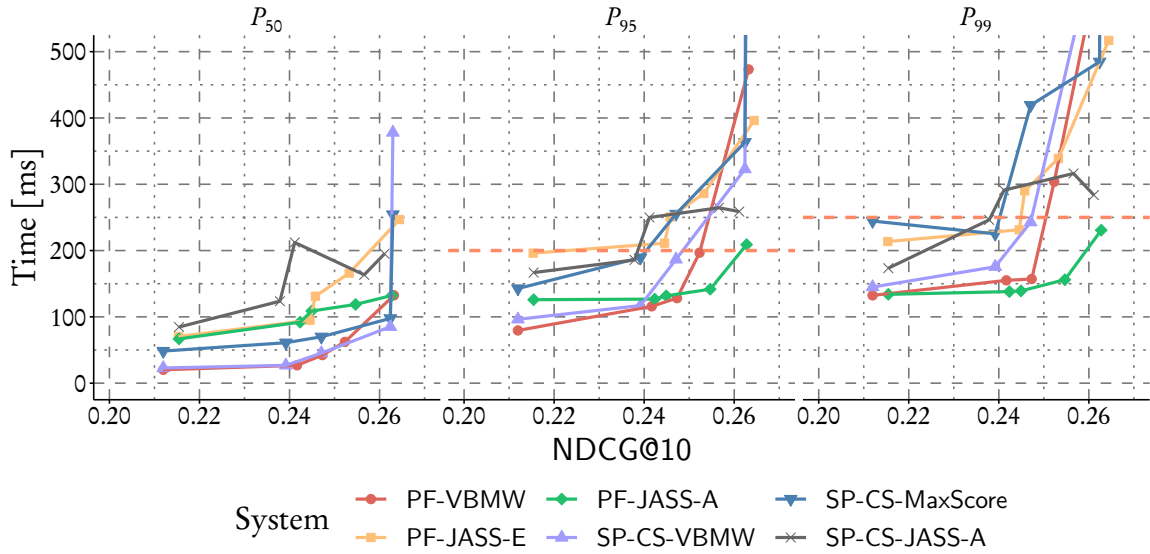 P50 P95 P99
500
400
300
200
100
0
Time [ms]
0.20 0.22 0.24 0.26 0.20 0.22 0.24 0.26 0.20 0.22 0.24 0.26
NDCG@10
System
PF-VBMW PF-JASS-A SP-CS-MaxScore
PF-JASS-E SP-CS-VBMW SP-CS-JASS-A